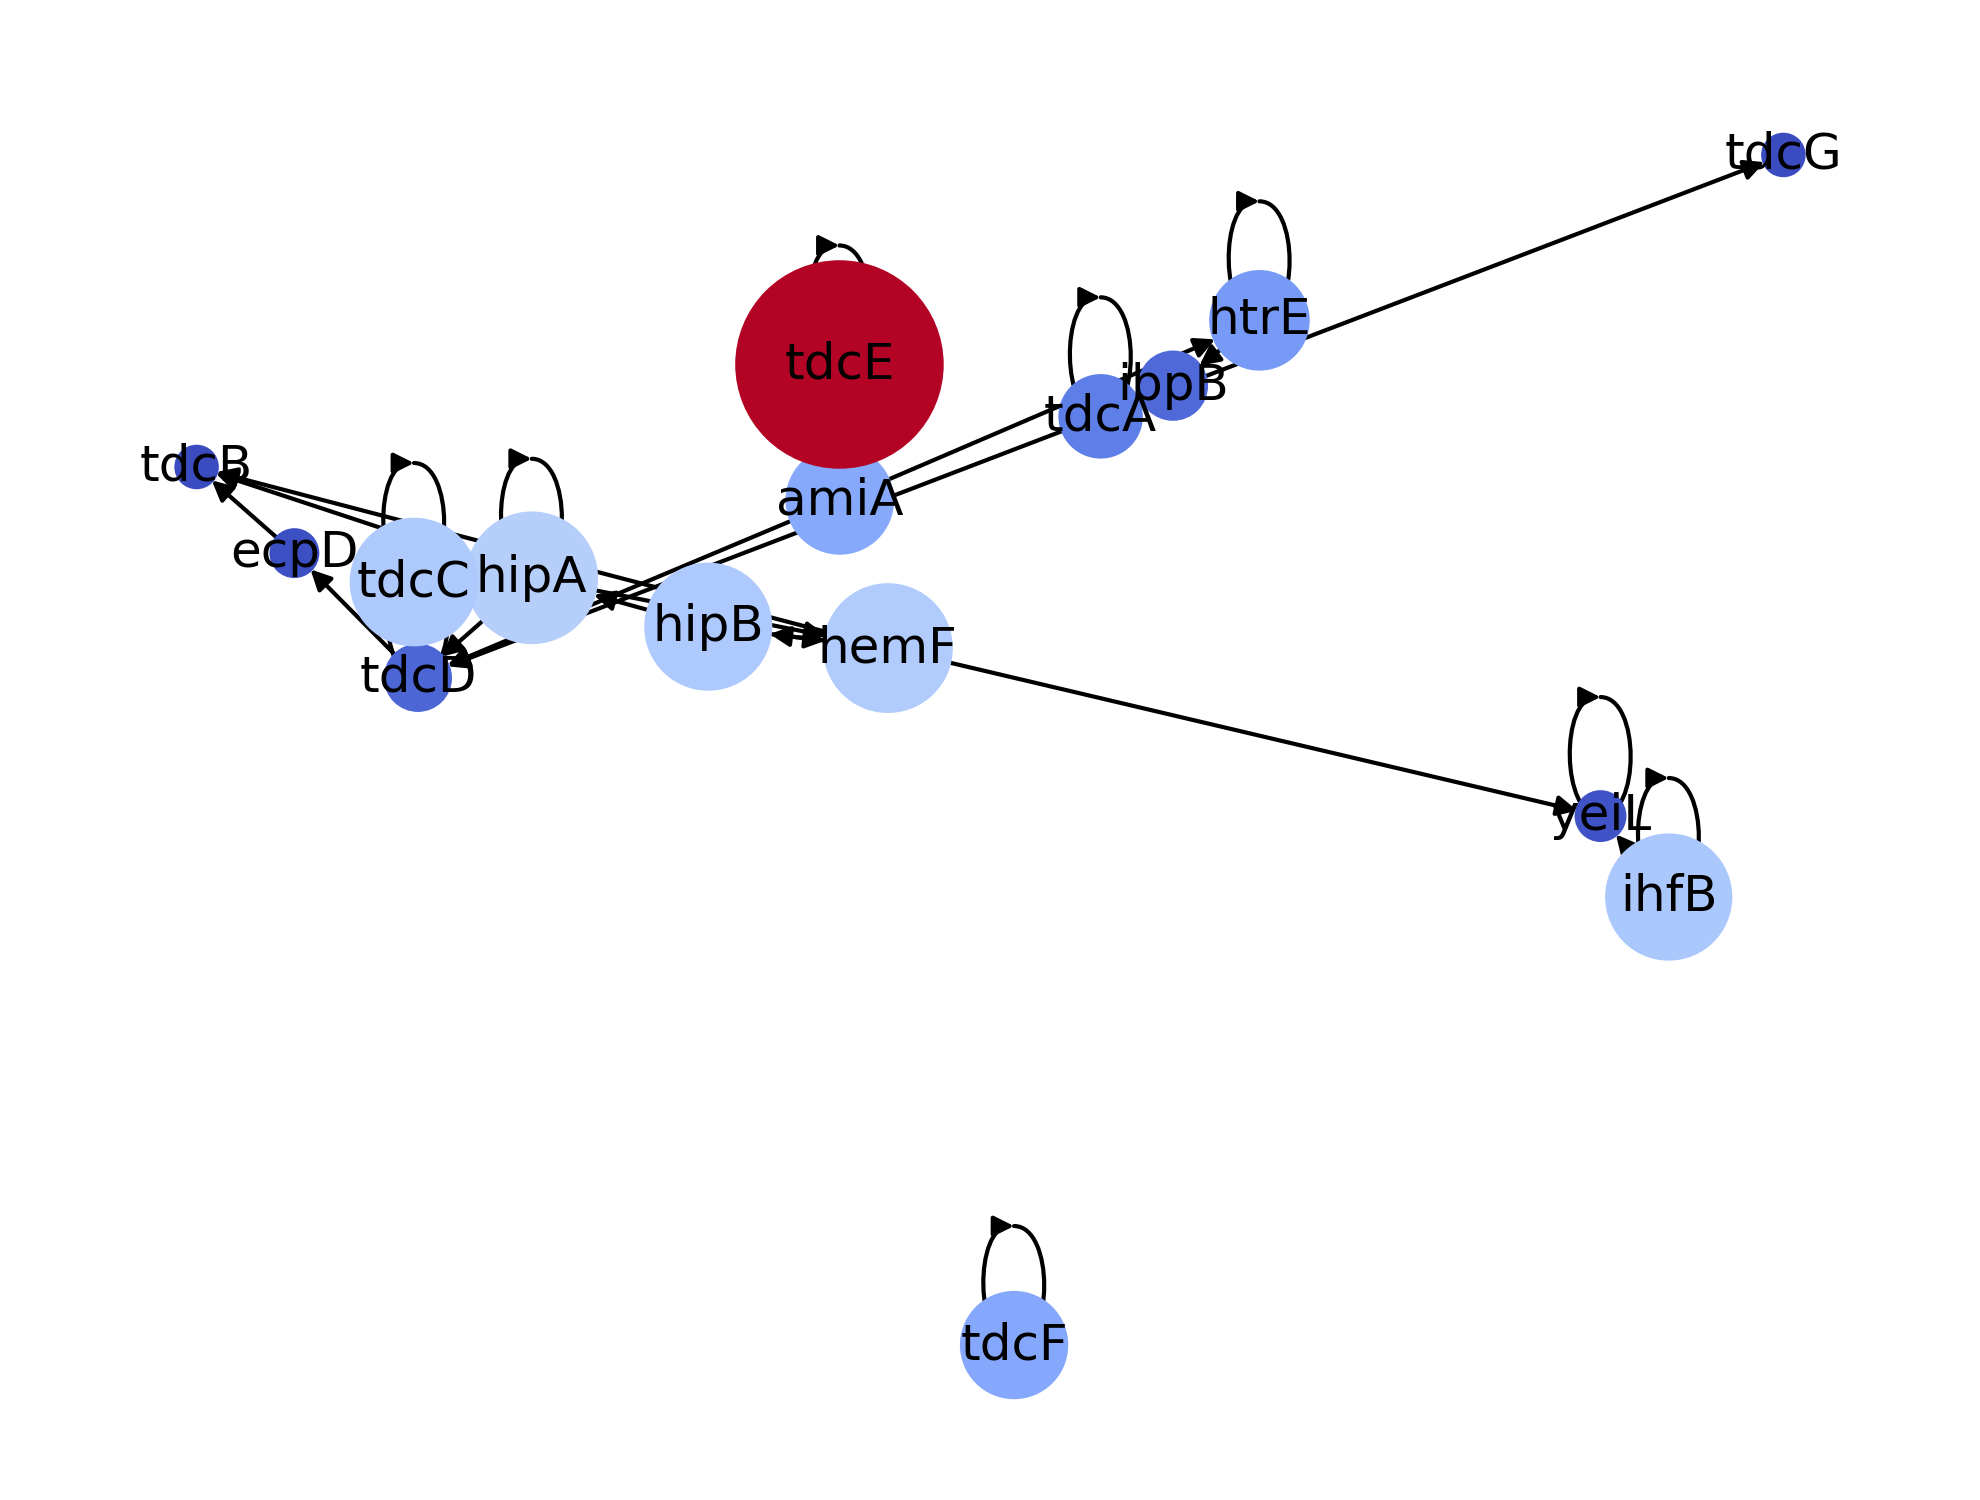 tdcG
htrE
tdcE
ibpB
tdcA
tdcB
amiA
ecpD
tdcC
hipA
hipB
hemF
tdcD
yeiL
ihfB
tdcF